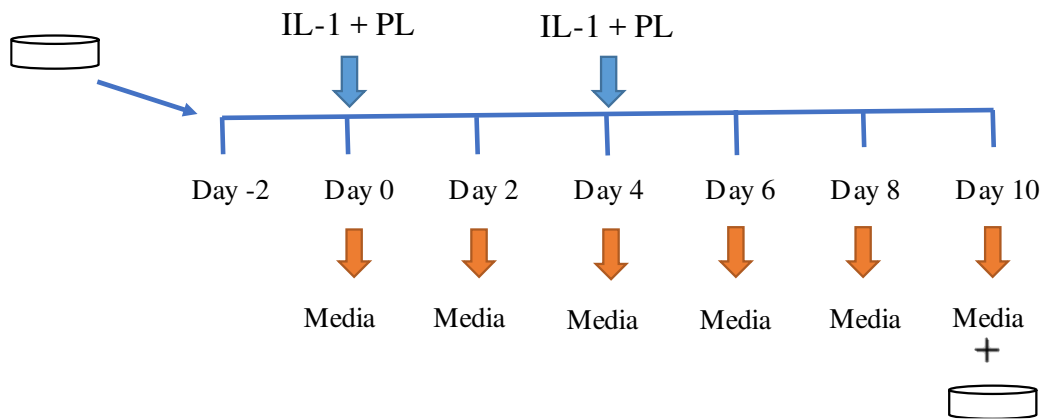 IL-1 + PL IL-1 + PL
Day -2 Day 0 Day 2 Day 4 Day 6 Day 8 Day 10
Media Media Media Media Media Media
+